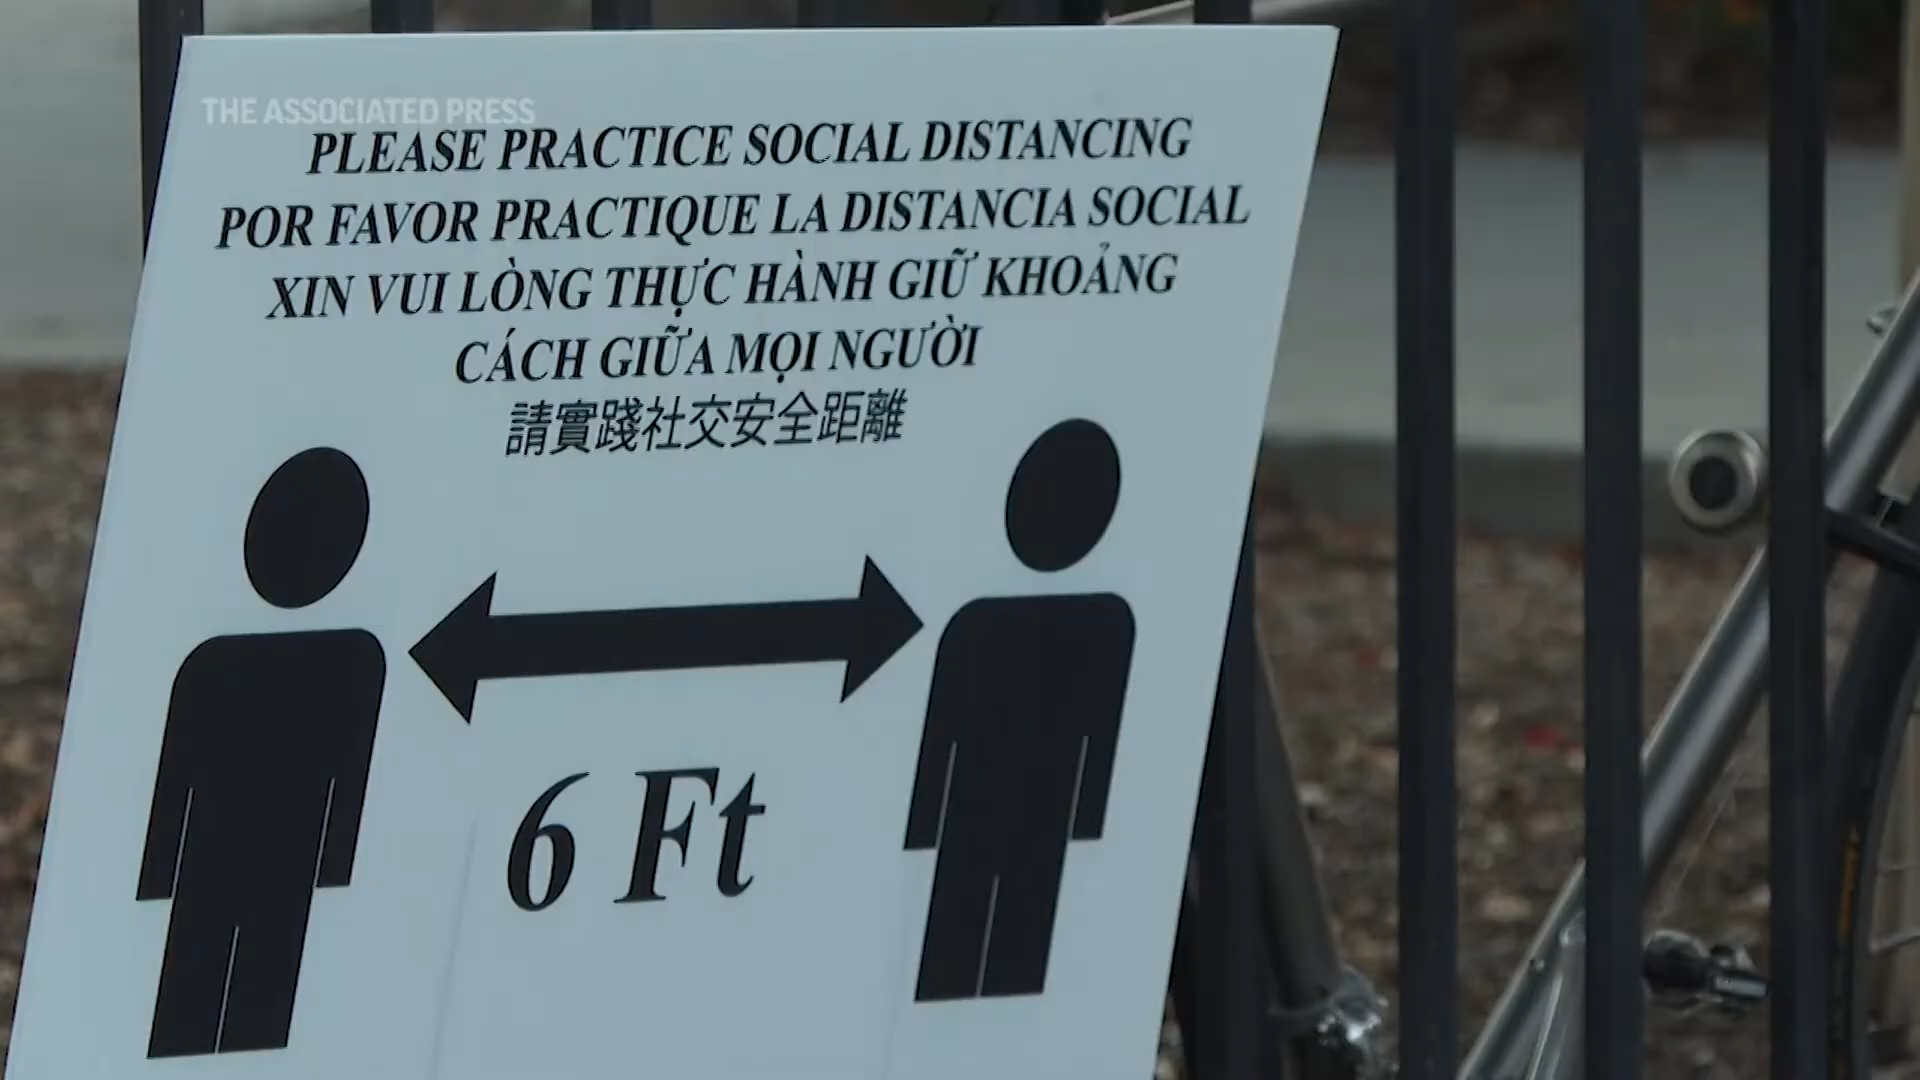 THE ASSOCIATED PRESS
PLEASE PRACTICE SOCIAL DISTANCING
POR FAVOR PRACTIQUE LA DISTANCIA SOCIAL
XIN VUI LÒNG THỰC HÀNH GIỮ KHOẢNG
CÁCH GIỮA MỌI NGƯỜI
請實踐社交安全距離
6 Ft